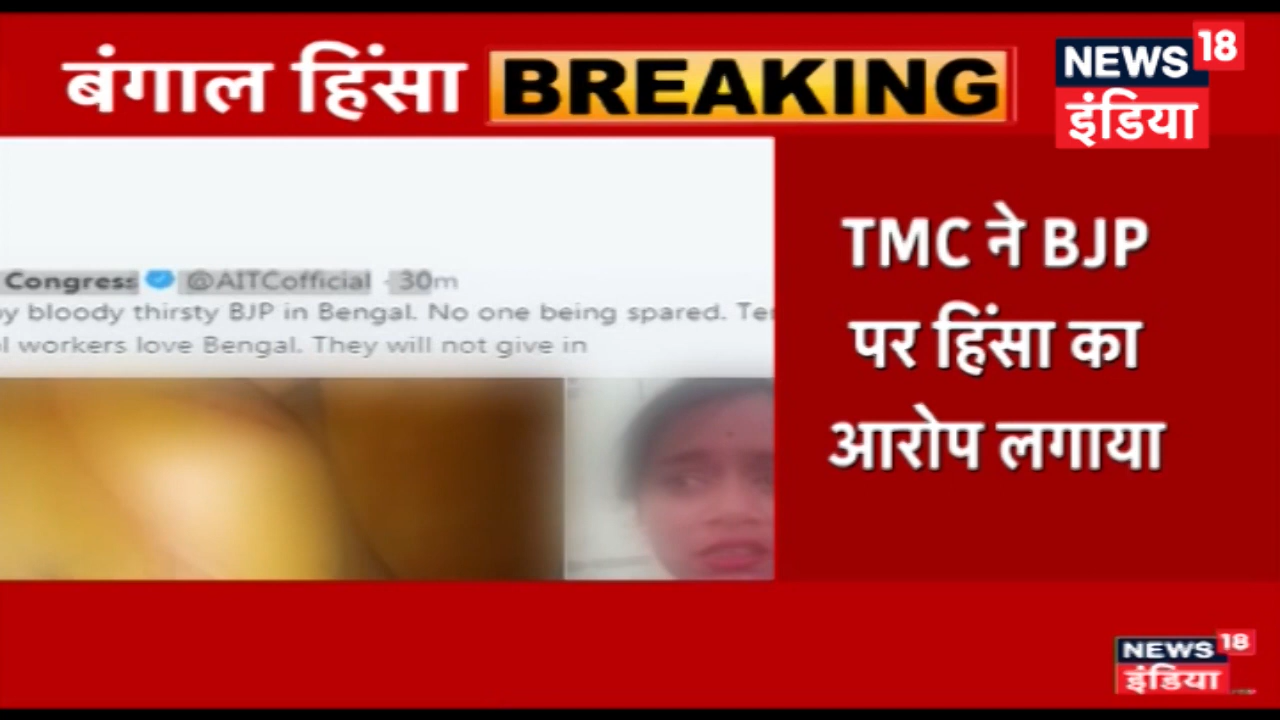 बंगाल हिंसा BREAKING
NEWS 18
इंडिया
Congress @AITCofficial · 30m
bloody thirsty BJP in Bengal. No one being spared.
workers love Bengal. They will not give in
TMC ने BJP
पर हिंसा का
आरोप लगाया
NEWS 18
इंडिया